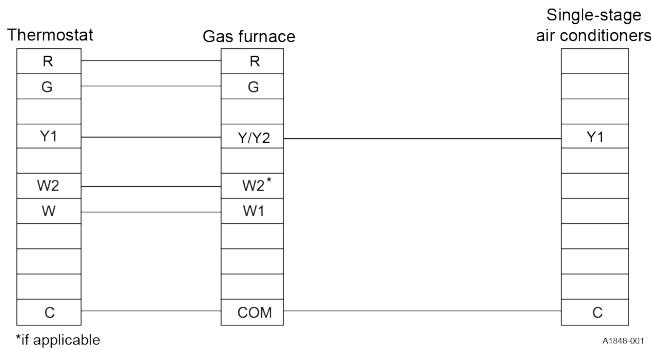 Single-stage
air conditioners
Thermostat
Gas furnace
R
R
G
G
Y1
Y/Y2
Y1
W2
W2*
W
W1
C
COM
C
*if applicable
A1848-001